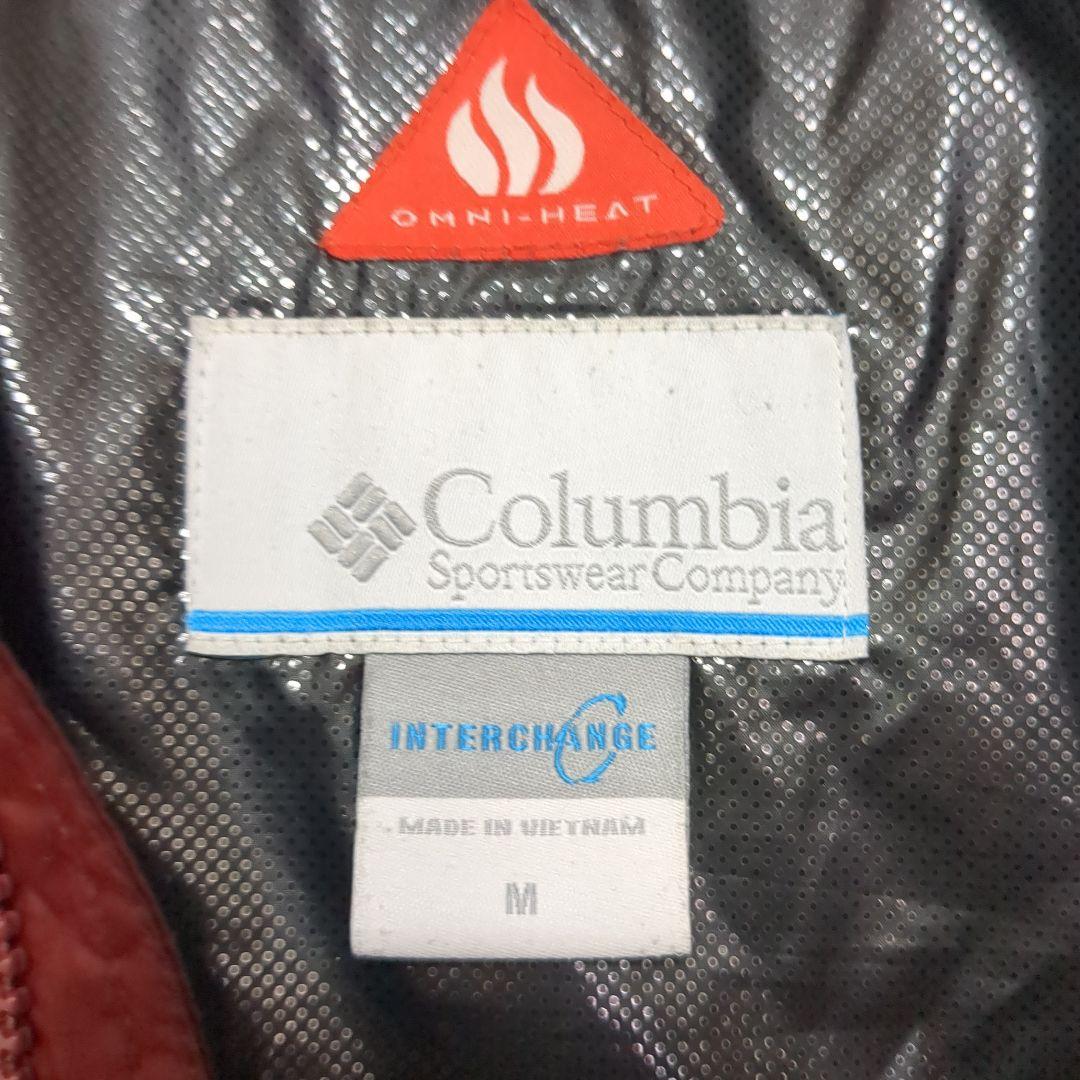 OMNI-HEAT
Columbia
Sportswear Company
INTERCHANGE
MADE IN VIETNAM
M